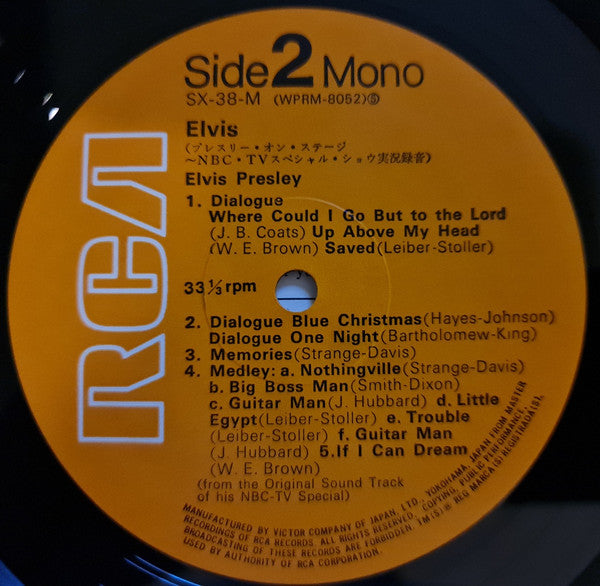 Side 2 Mono
SX-38-M (WPRM-8052)Ⓢ
Elvis
(プレスリー・オン・ステージ
〜NBC・TVスペシャル・ショウ実況録音)
Elvis Presley
1. Dialogue
Where Could I Go But to the Lord
(J. B. Coats) Up Above My Head
(W. E. Brown) Saved(Leiber-Stoller)
33 1/3 rpm
2. Dialogue Blue Christmas(Hayes-Johnson)
Dialogue One Night(Bartholomew-King)
3. Memories(Strange-Davis)
4. Medley: a. Nothingville(Strange-Davis)
b. Big Boss Man(Smith-Dixon)
c. Guitar Man(J. Hubbard) d. Little
Egypt(Leiber-Stoller) e. Trouble
(Leiber-Stoller) f. Guitar Man
(J. Hubbard) 5.If I Can Dream
(W. E. Brown)
(from the Original Sound Track
of his NBC-TV Special)
RCA
MANUFACTURED BY VICTOR COMPANY OF JAPAN, LTD., YOKOHAMA, JAPAN FROM MASTER
RECORDINGS OF RCA RECORDS. ALL RIGHTS RESERVED, COPYING, PUBLIC PERFORMANCE,
BROADCASTING OF THESE RECORDS ARE FORBIDDEN. TM(S)® REG MARCA(S) REGISTRADA(S),
USED BY AUTHORITY OF RCA CORPORATION.